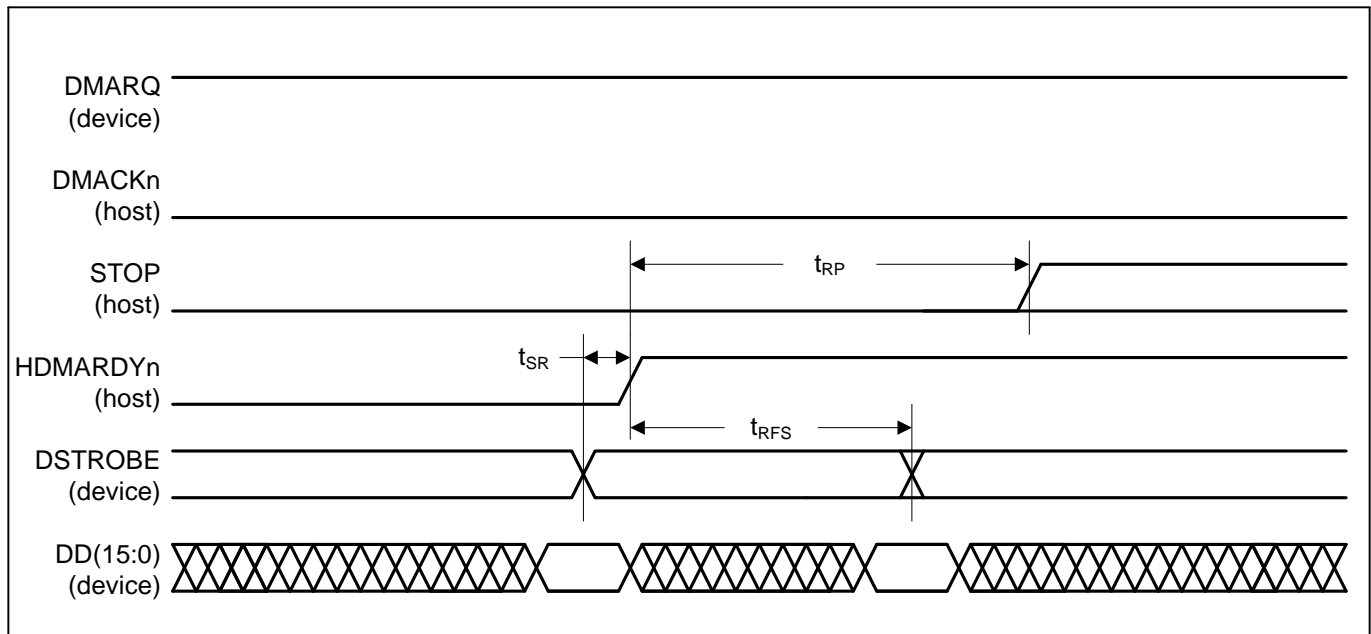 DMARQ
(device)
DMACKn
(host)
STOP
(host)
tRP
HDMARDYn
(host)
tSR
DSTROBE
(device)
tRFS
DD(15:0)
(device)